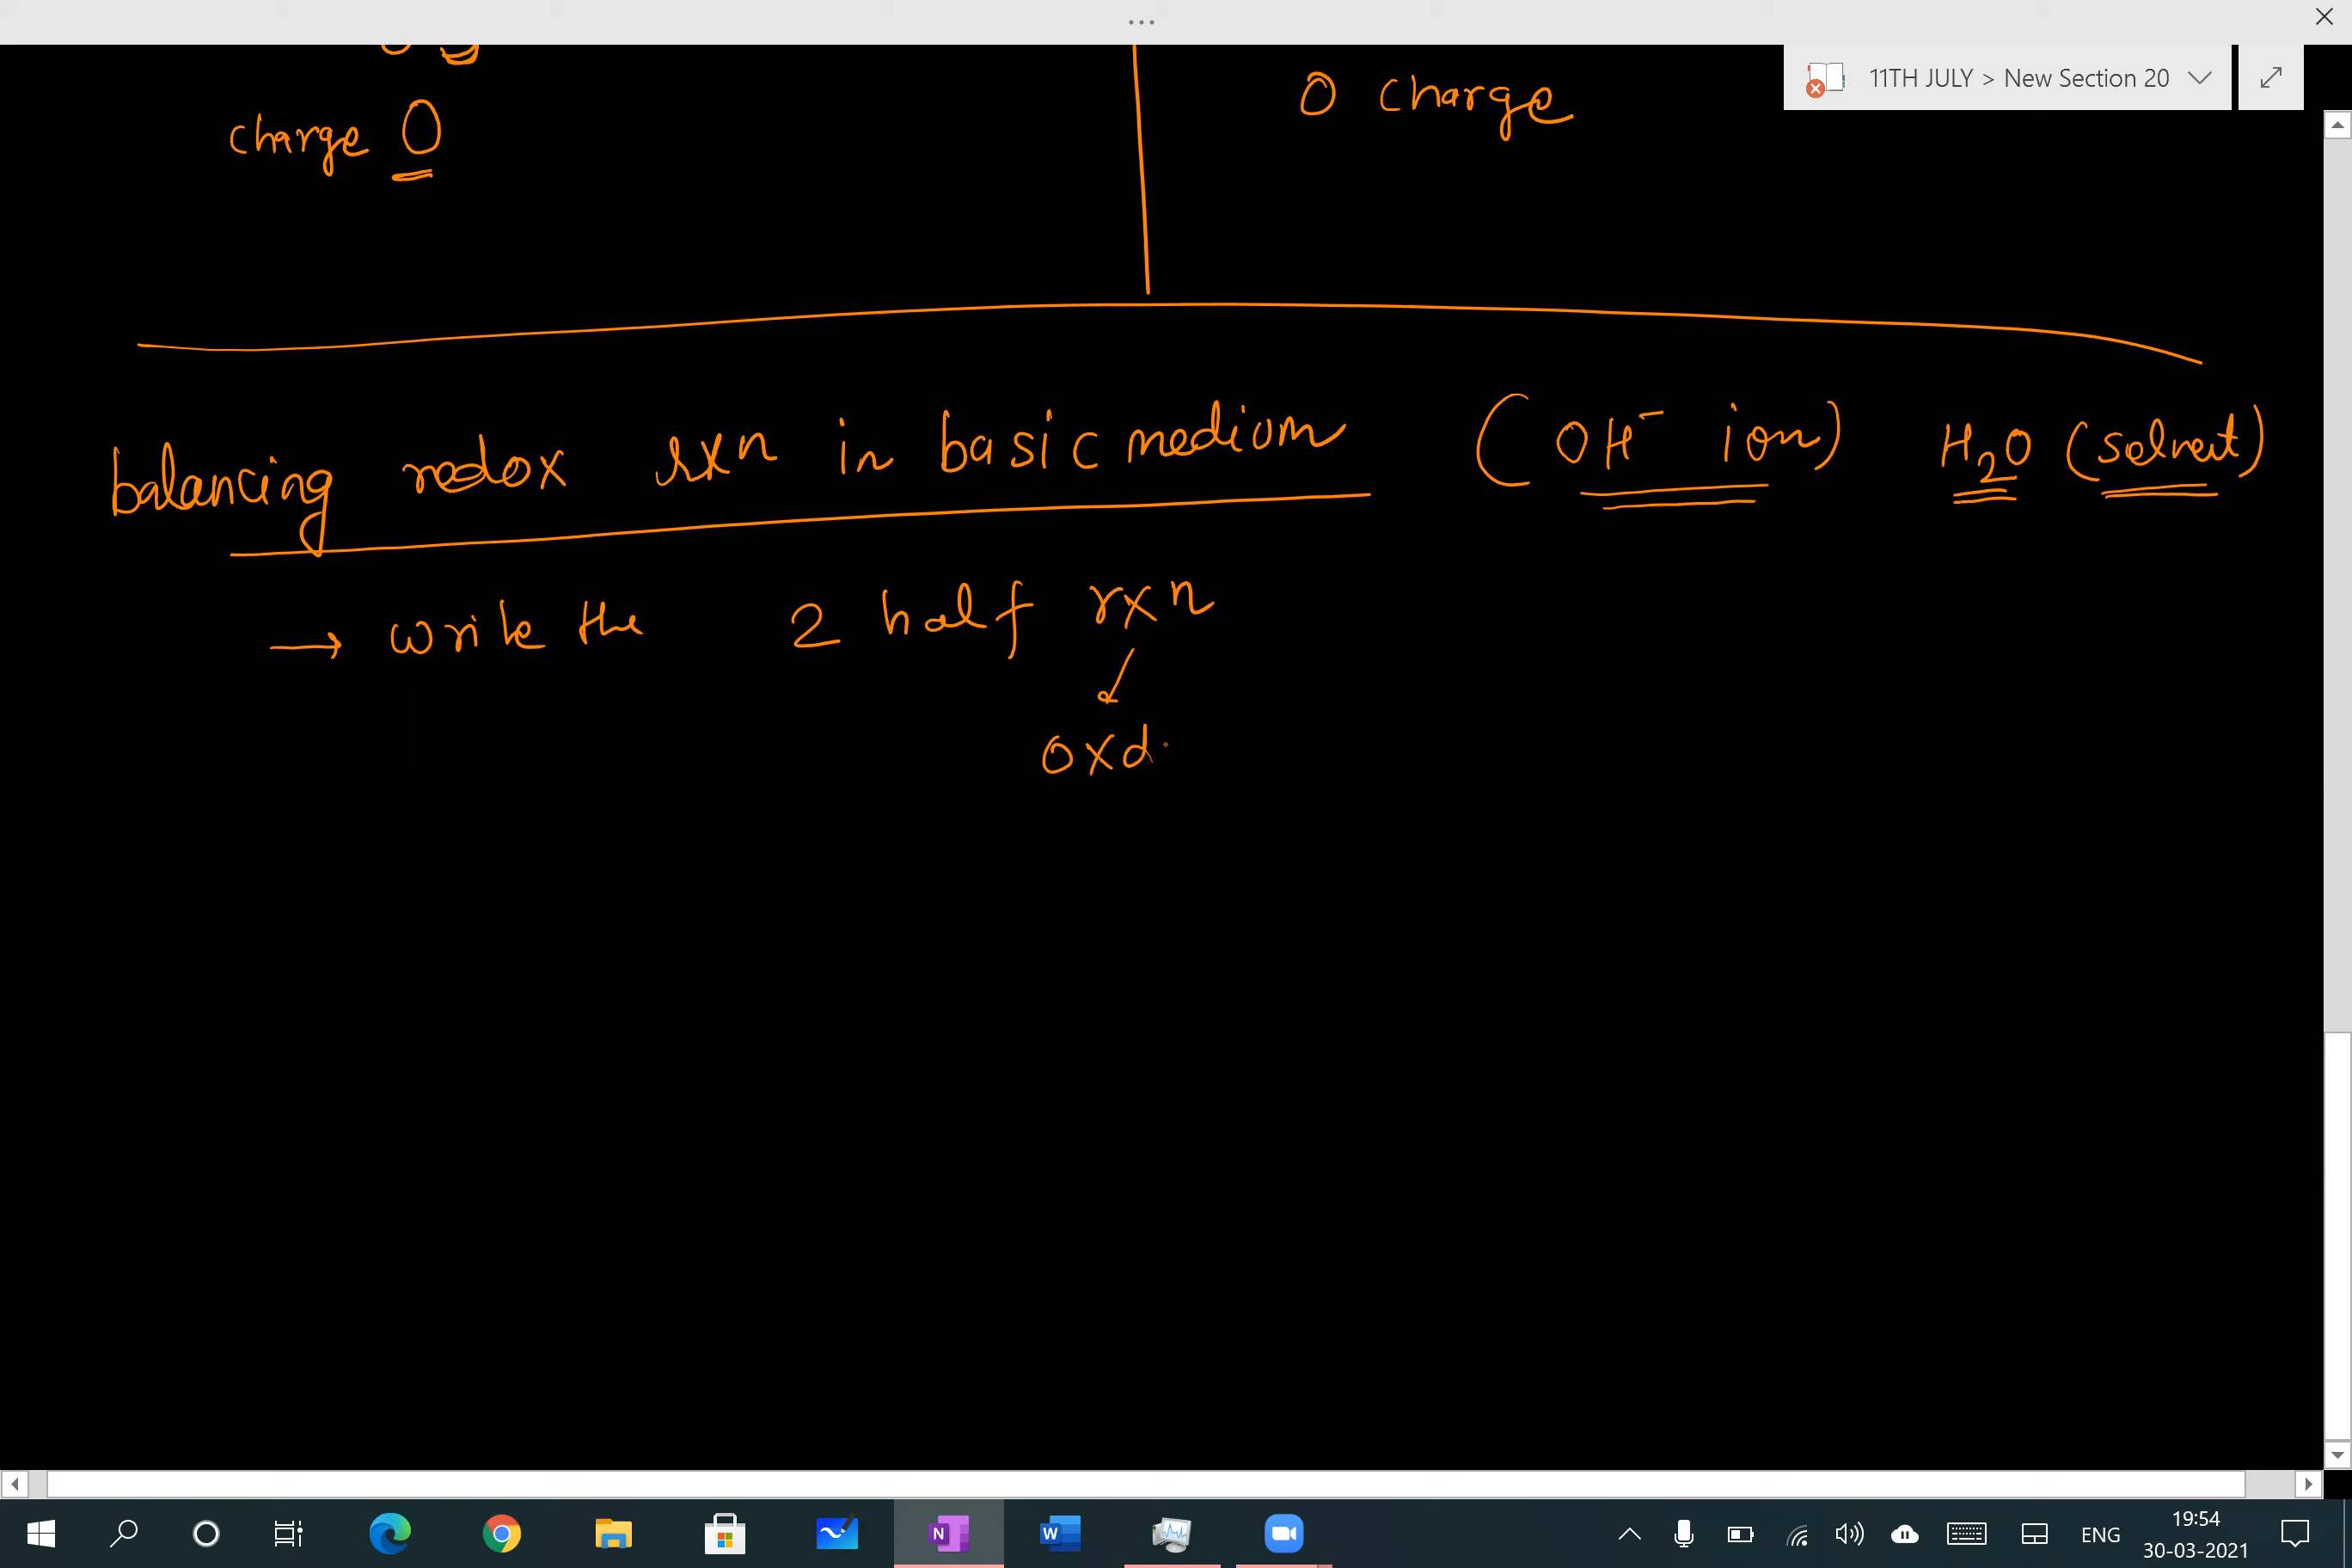 ...
11TH JULY > New Section 20
charge 0
0 charge
balancing redox rxn in basic medium (OH⁻ ion) H₂O (solvent)
→ write the 2 half rxn
oxd.
ENG
19:54
30-03-2021